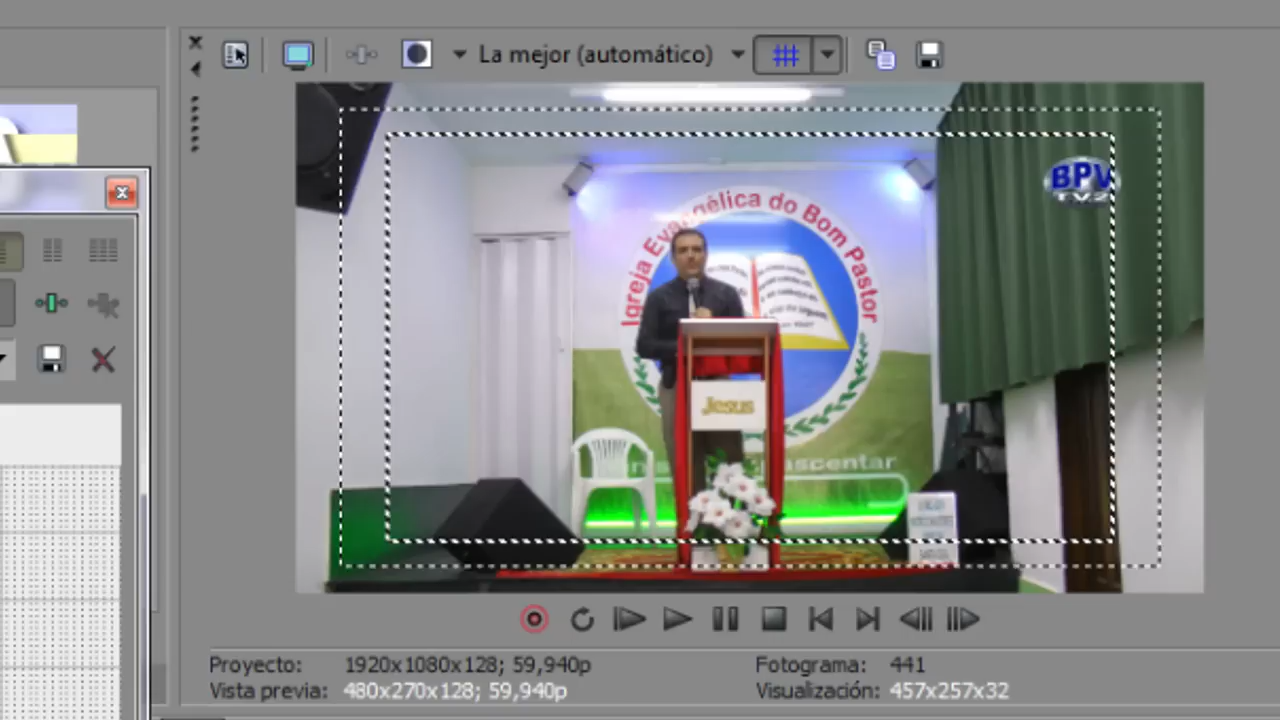 La mejor (automático)
BPV
TV2
Igreja Evangélica do Bom Pastor
Jesus
Proyecto: 1920x1080x128; 59,940p
Fotograma: 441
Vista previa: 480x270x128; 59,940p
Visualización: 457x257x32